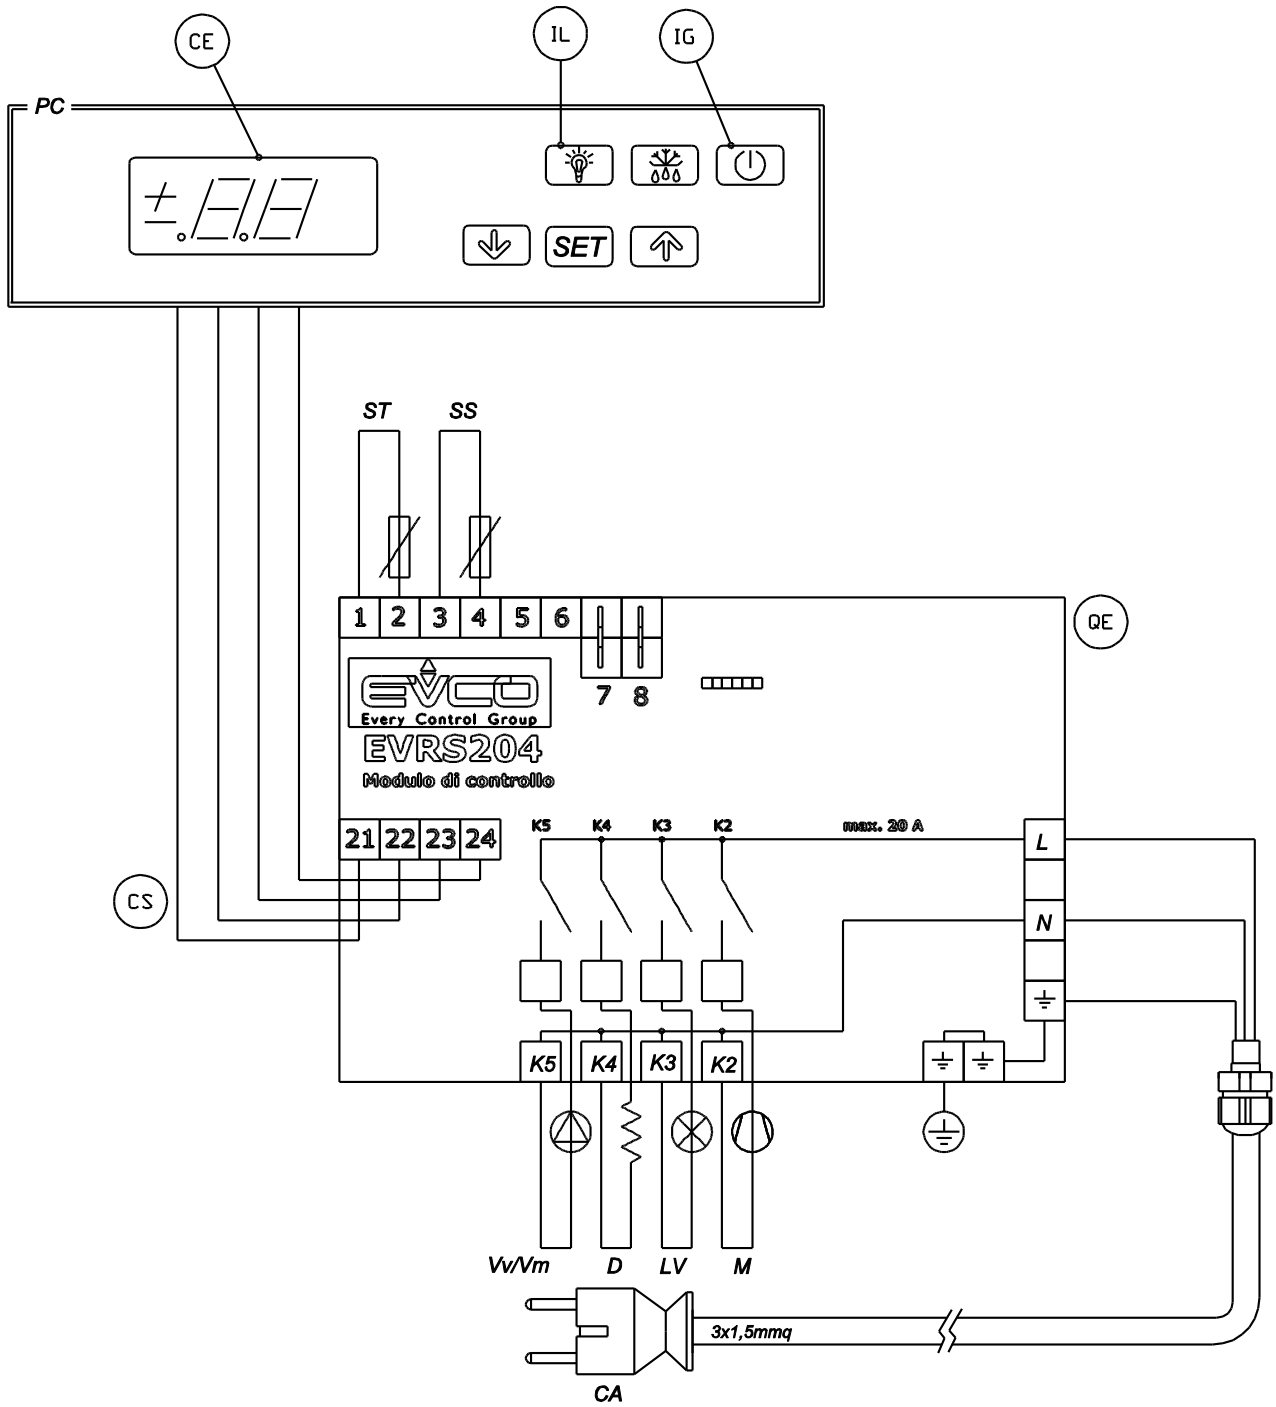 CE
IL
IG
PC
SET
ST
SS
1 2 3 4 5 6
QE
7 8
EVCO
Every Control Group
EVRS204
Modulo di controllo
K5 K4 K3 K2
max. 20 A
21 22 23 24
L
CS
N
K5 K4 K3 K2
Vv/Vm D LV M
3x1,5mmq
CA